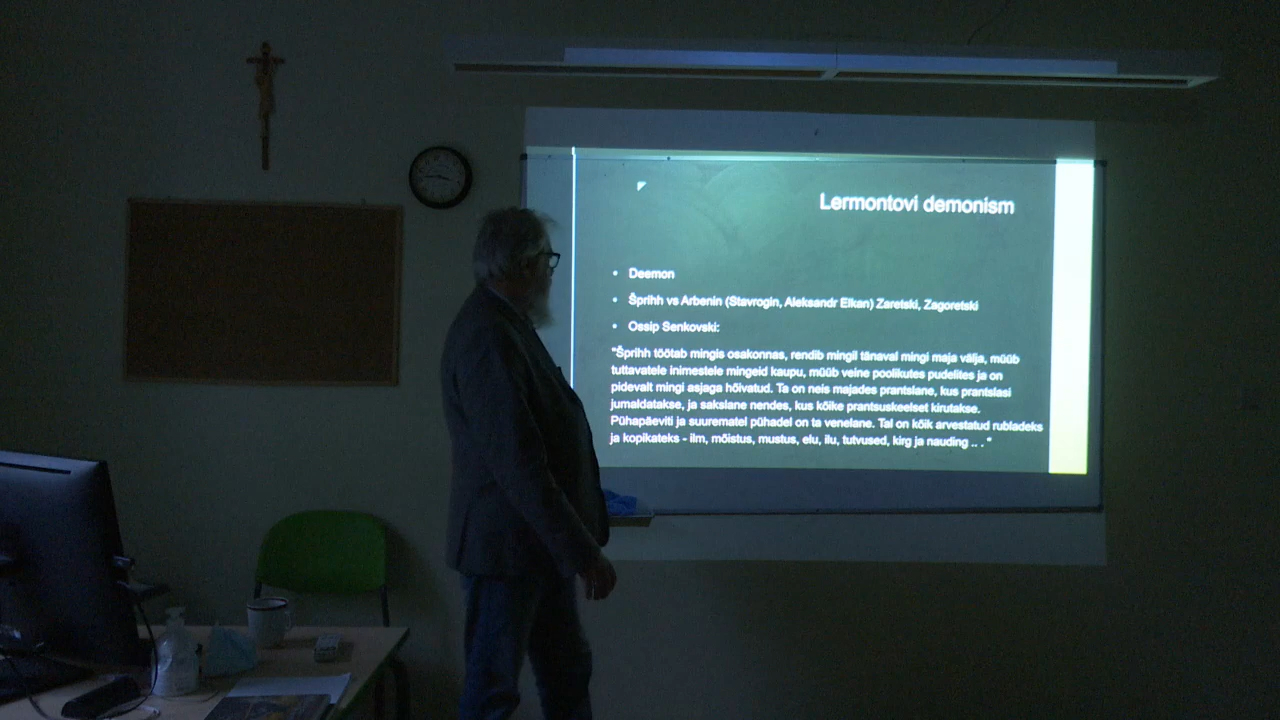 Lermontovi demonism
• Deemon
• Šprihh vs Arbenin (Stavrogin, Aleksandr Elkan) Zaretski, Zagoretski
• Ossip Senkovski:
"Šprihh töötab mingis osakonnas, rendib mingil tänaval mingi maja välja, müüb
tuttavatele inimestele mingeid kaupu, müüb veine poolikutes pudelites ja on
pidevalt mingi asjaga hõivatud. Ta on neis majades prantslane, kus prantslasi
jumaldatakse, ja sakslane nendes, kus kõike prantsuskeelset kirutakse.
Pühapäeviti ja suurematel pühadel on ta venelane. Tal on kõik arvestatud rubladeks
ja kopikateks - ilm, mõistus, mustus, elu, ilu, tutvused, kirg ja nauding .. . "